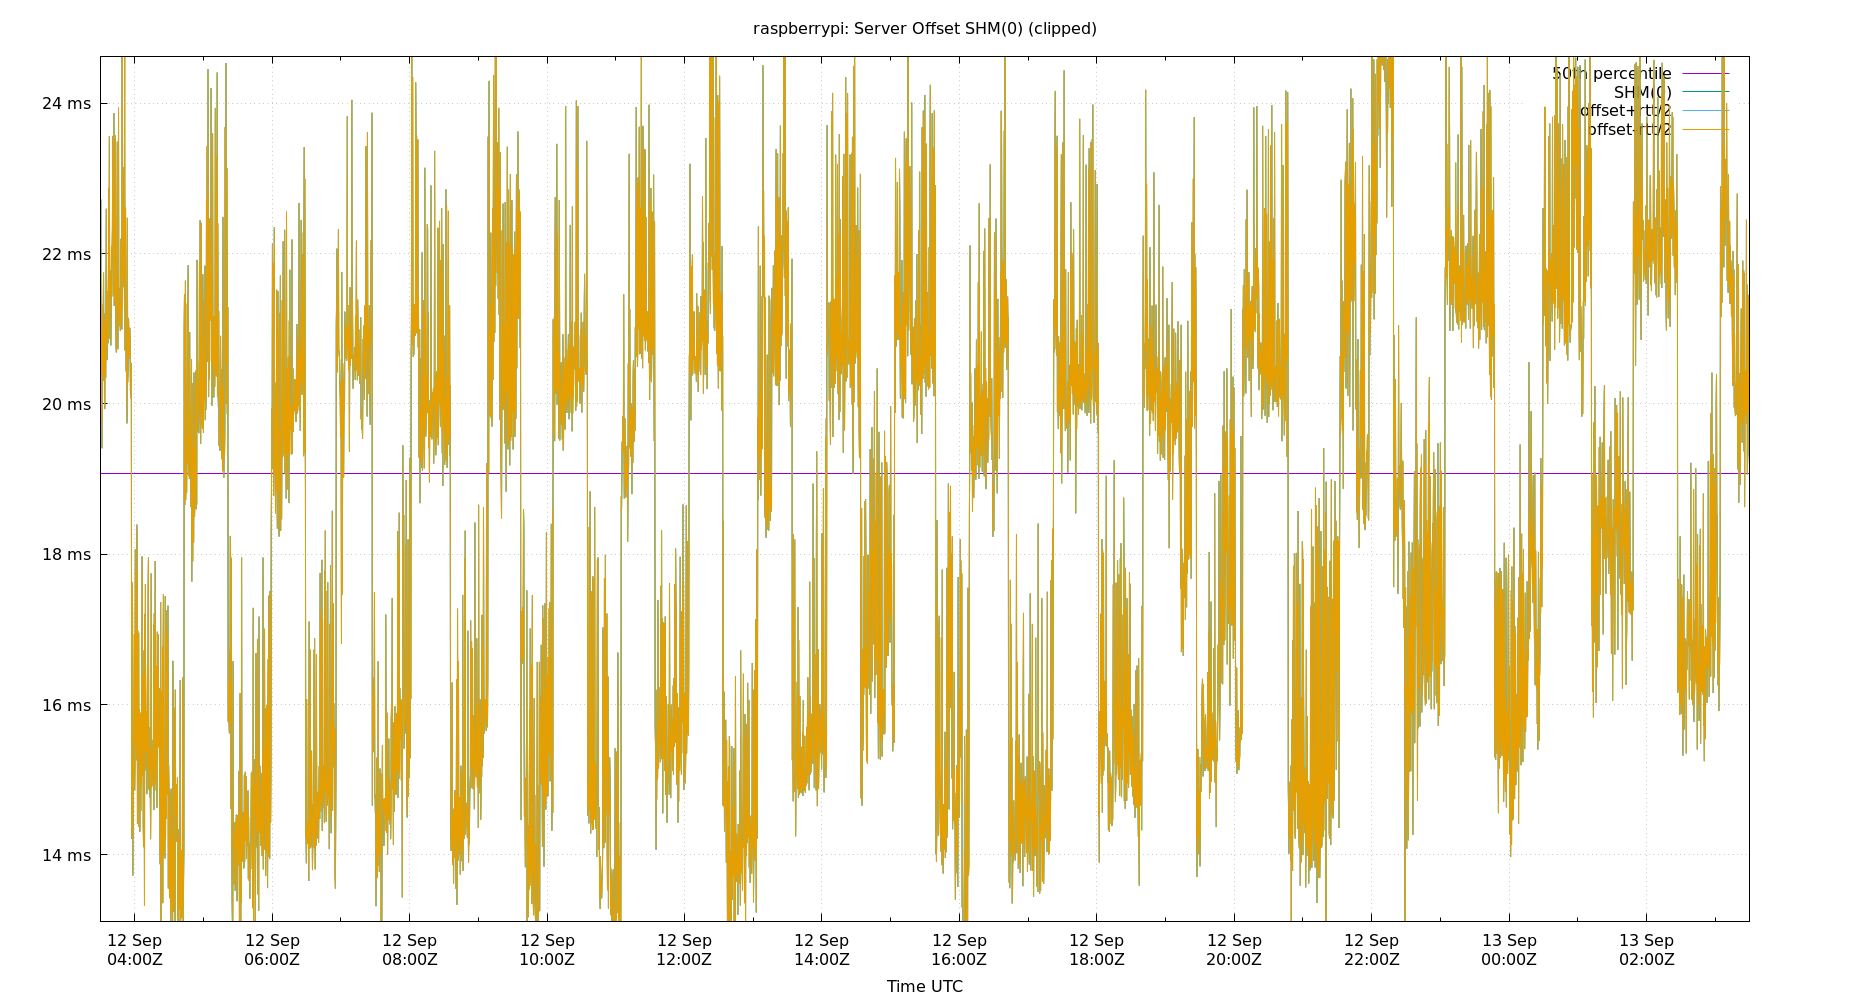 raspberrypi: Server Offset SHM(0) (clipped)
50th percentile
SHM(0)
offset+rtt/2
offset-rtt/2
24 ms
22 ms
20 ms
18 ms
16 ms
14 ms
12 Sep 12 Sep 12 Sep 12 Sep 12 Sep 12 Sep 12 Sep 12 Sep 12 Sep 12 Sep 13 Sep 13 Sep
04:00Z 06:00Z 08:00Z 10:00Z 12:00Z 14:00Z 16:00Z 18:00Z 20:00Z 22:00Z 00:00Z 02:00Z
Time UTC